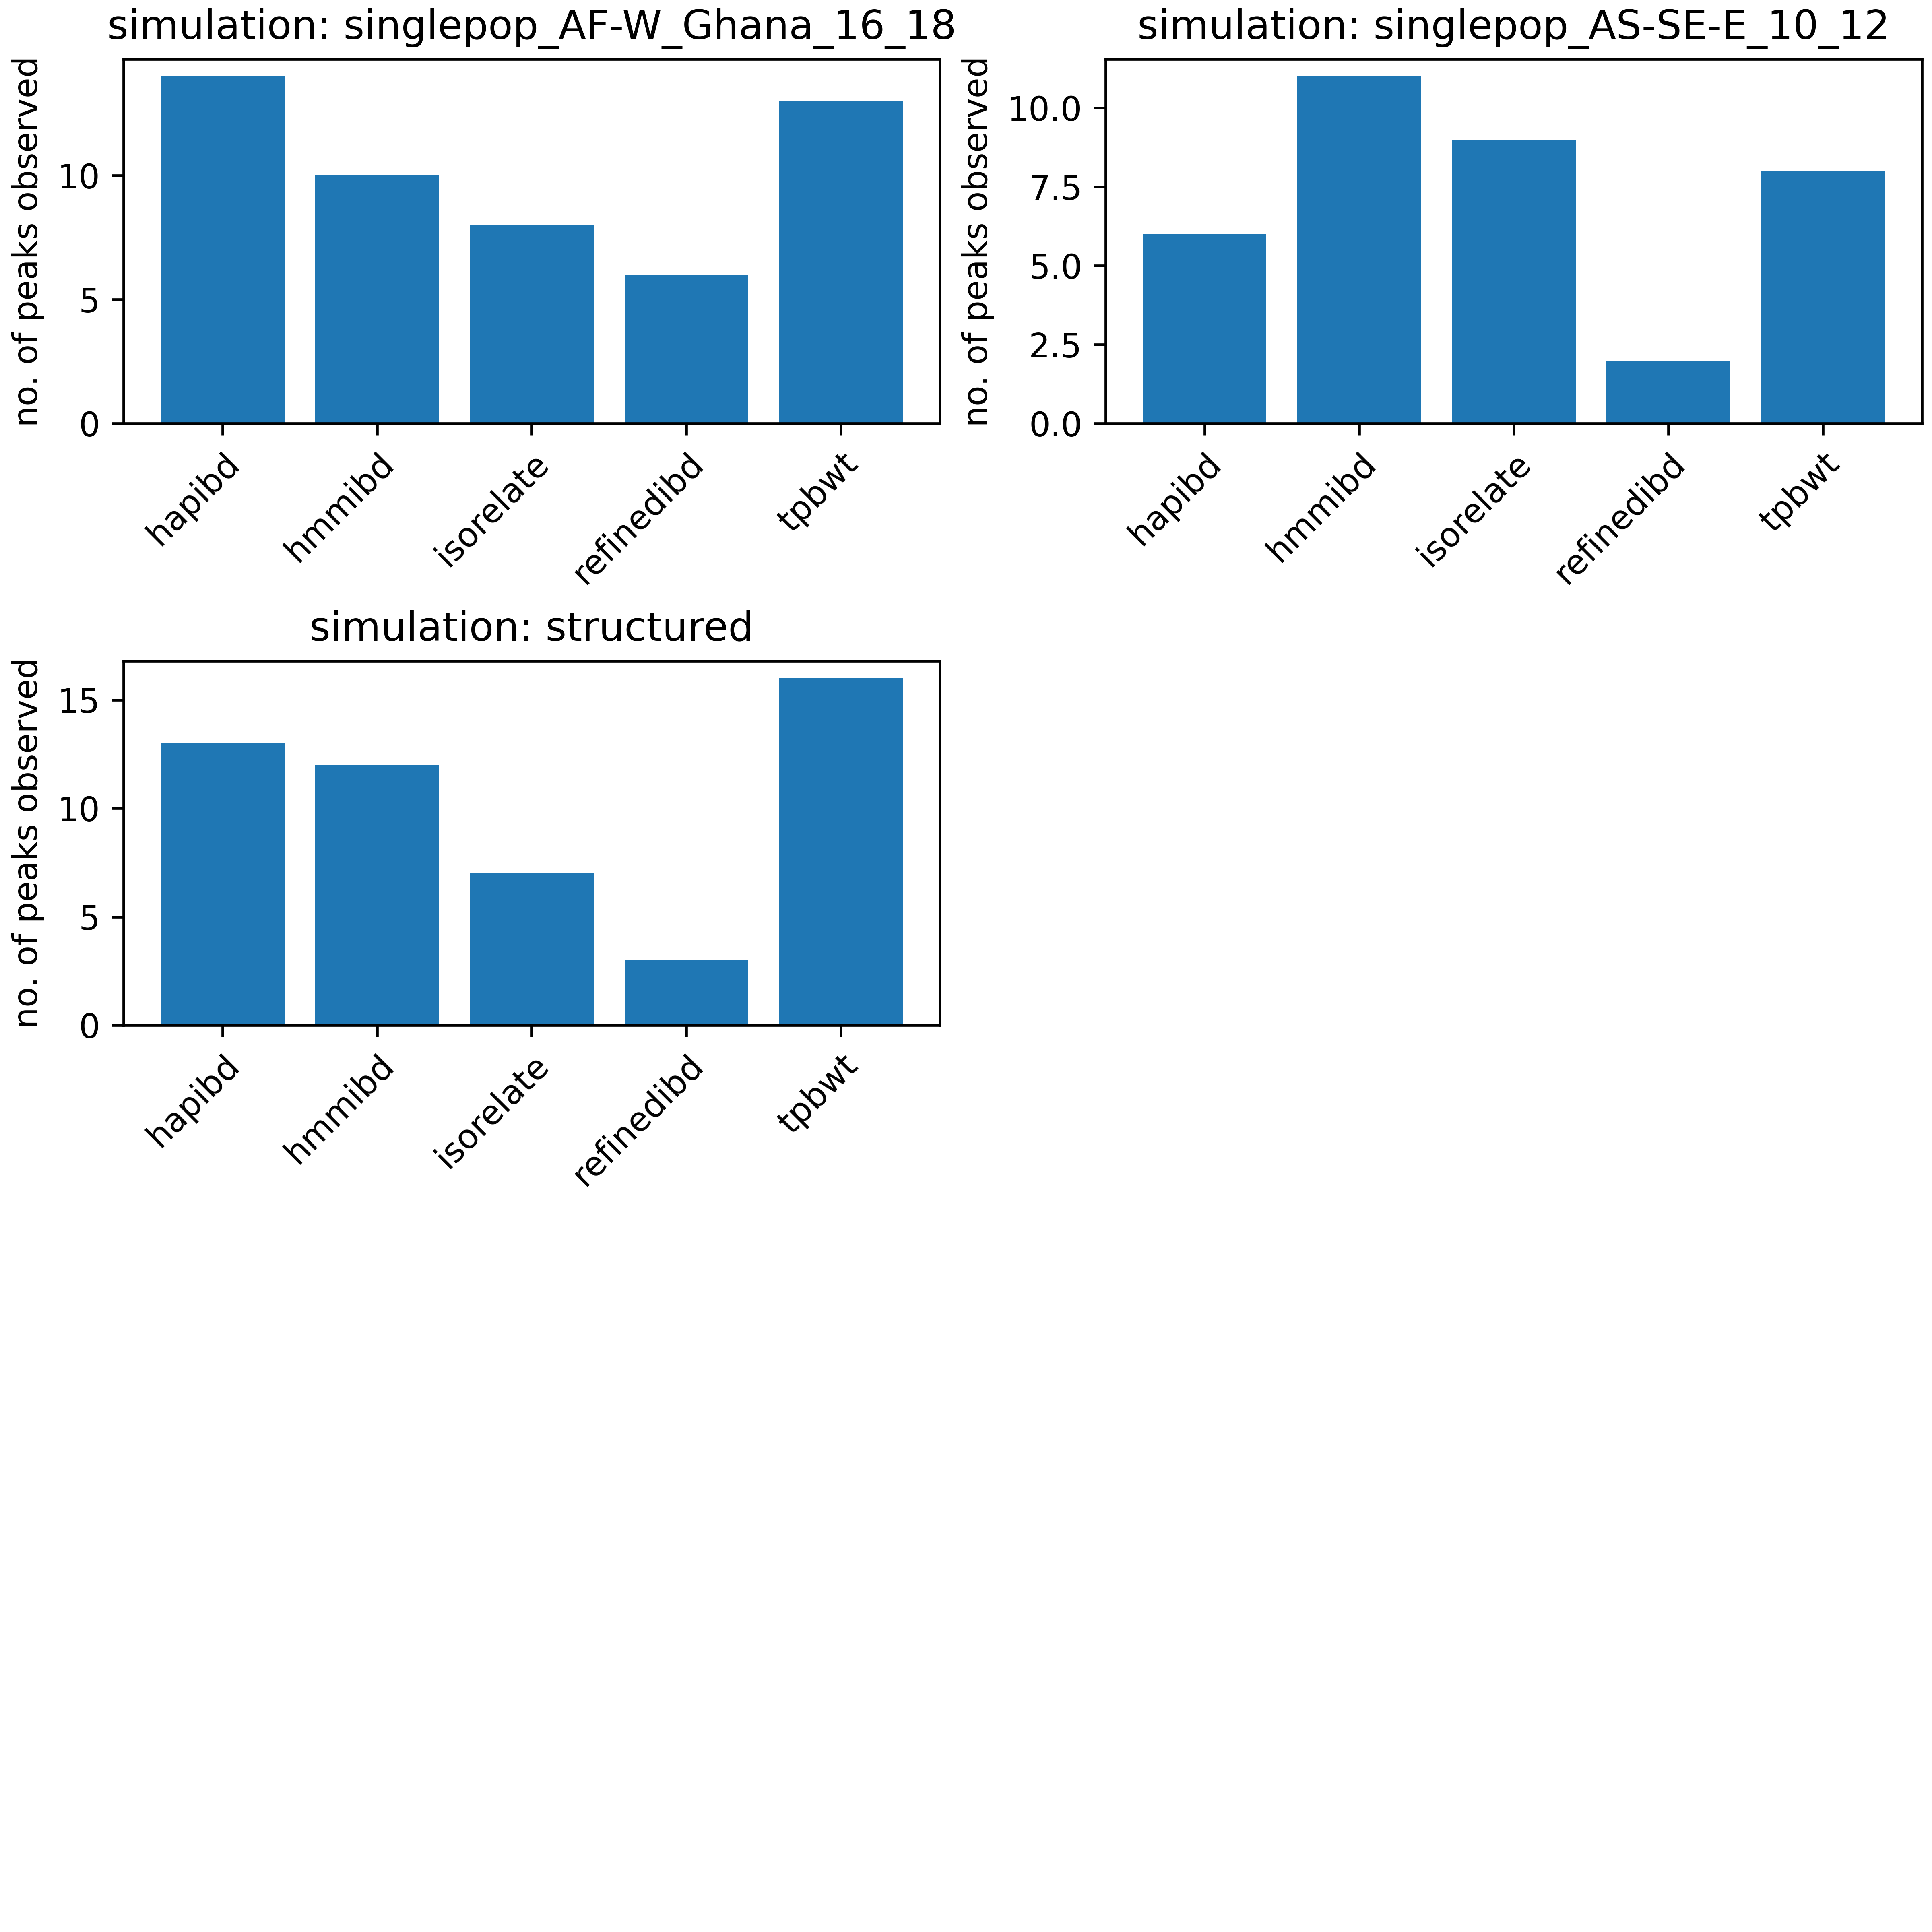 simulation: singlepop_AF-W_Ghana_16_18
no. of peaks observed
10
5
0
hapibd
hmmibd
isorelate
refinedibd
tpbwt
simulation: singlepop_AS-SE-E_10_12
no. of peaks observed
10.0
7.5
5.0
2.5
0.0
hapibd
hmmibd
isorelate
refinedibd
tpbwt
simulation: structured
no. of peaks observed
15
10
5
0
hapibd
hmmibd
isorelate
refinedibd
tpbwt